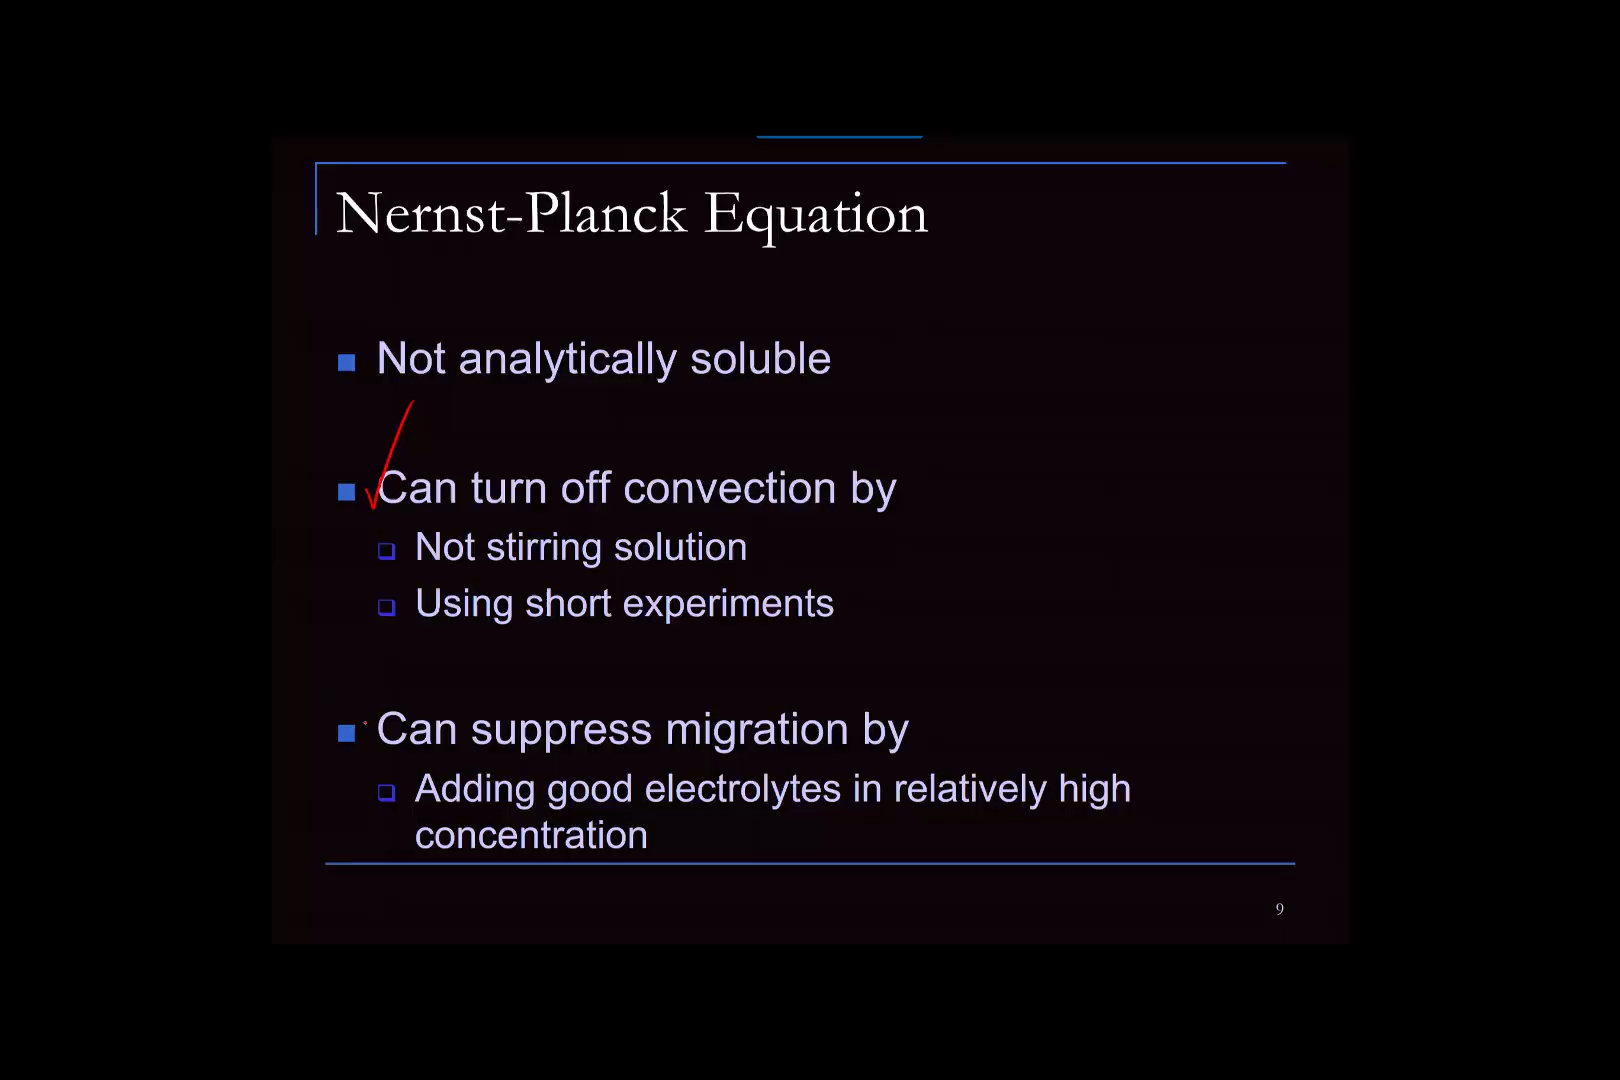 Nernst-Planck Equation
Not analytically soluble
Can turn off convection by
Not stirring solution
Using short experiments
Can suppress migration by
Adding good electrolytes in relatively high
concentration
9